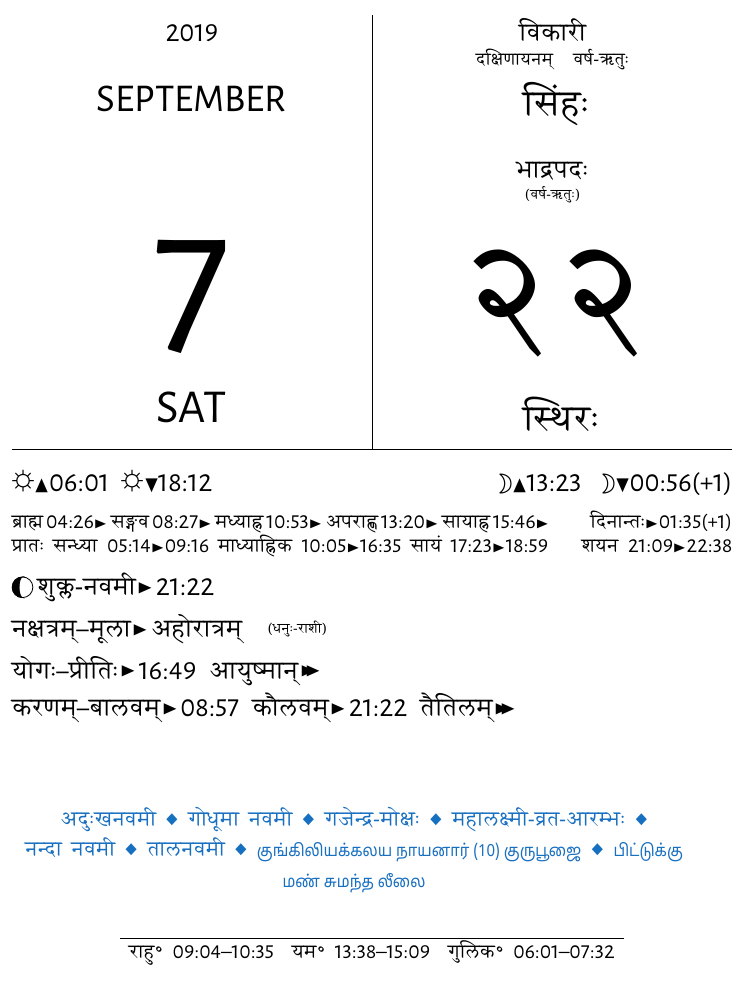 2019
SEPTEMBER
7
SAT
विकारी
दक्षिणायनम् वर्ष-ऋतुः
सिंहः
भाद्रपदः
(वर्ष-ऋतुः)
२२
स्थिरः
☼▲06:01 ☼▼18:12 ☽▲13:23 ☽▼00:56(+1)
ब्राह्म 04:26► सङ्गव 08:27► मध्याह्न 10:53► अपराह्ण 13:20► सायाह्न 15:46► दिनान्तः►01:35(+1)
प्रातः सन्ध्या 05:14►09:16 माध्याह्निक 10:05►16:35 सायं 17:23►18:59 शयन 21:09►22:38
शुक्ल-नवमी► 21:22
नक्षत्रम्–मूला► अहोरात्रम् (धनुः-राशी)
योगः–प्रीतिः►16:49 आयुष्मान्►►
करणम्–बालवम्►08:57 कौलवम्►21:22 तैतिलम्►►
अदुःखनवमी ◆ गोधूमा नवमी ◆ गजेन्द्र-मोक्षः ◆ महालक्ष्मी-व्रत-आरम्भः ◆
नन्दा नवमी ◆ तालनवमी ◆ குங்கிலியக்கலய நாயனார் (10) குருபூஜை ◆ பிட்டுக்கு
மண் சுமந்த லீலை
राहु॰ 09:04–10:35 यम॰ 13:38–15:09 गुलिक॰ 06:01–07:32